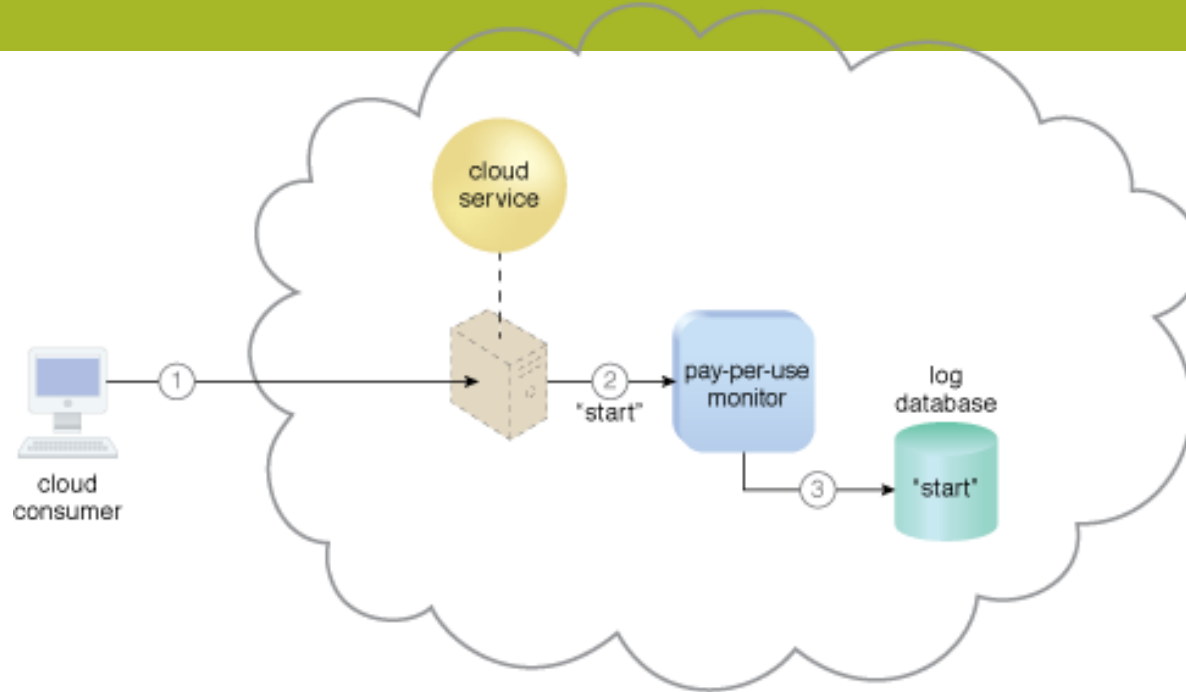 cloud
service
1
2
"start"
pay-per-use
monitor
log
database
3
"start"
cloud
consumer